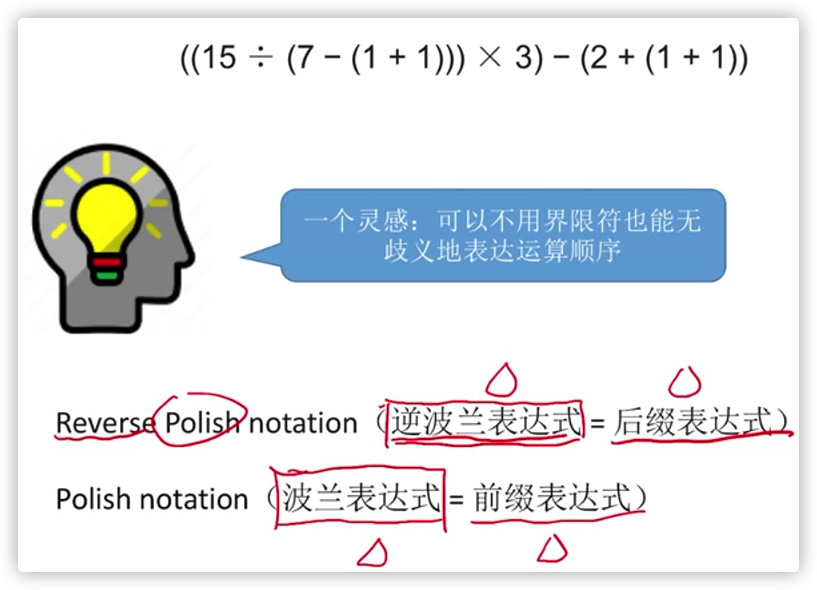 ((15 ÷ (7 − (1 + 1))) × 3) − (2 + (1 + 1))
一个灵感：可以不用界限符也能无
歧义地表达运算顺序
Reverse Polish notation（逆波兰表达式 = 后缀表达式）
Polish notation（波兰表达式 = 前缀表达式）